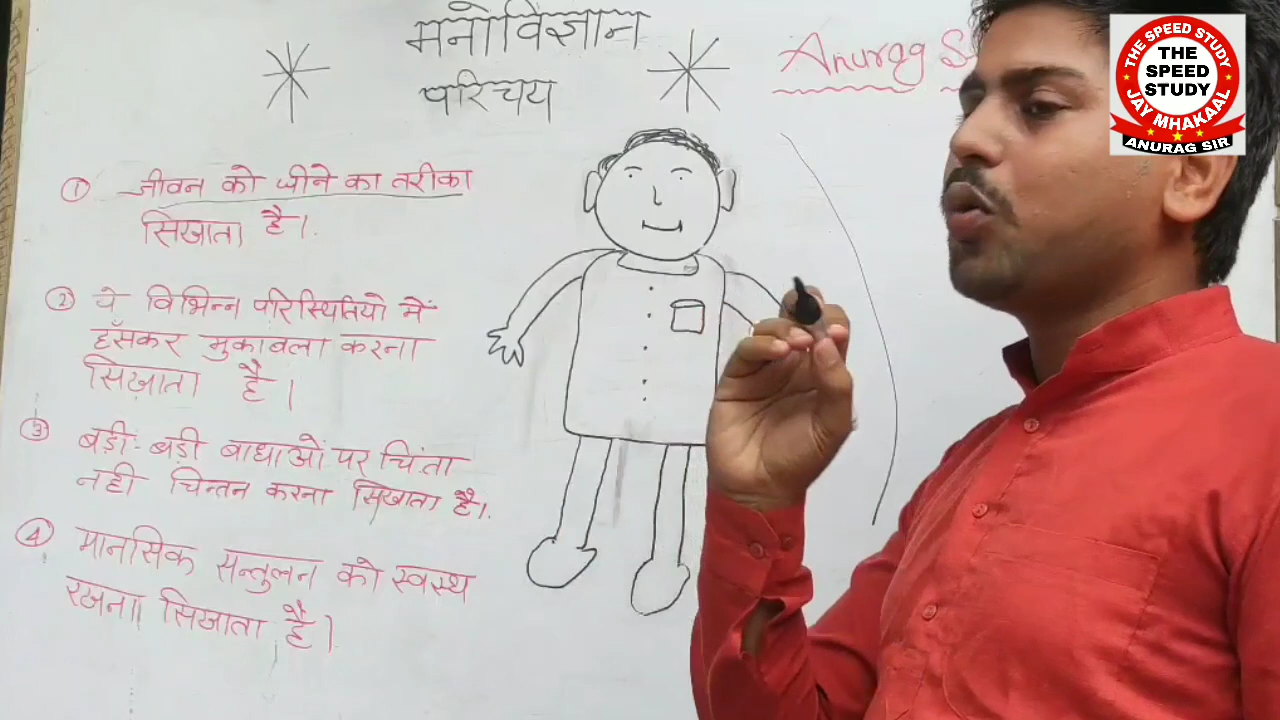 मनोविज्ञान
परिचय
Anurag S
THE SPEED STUDY
THE
SPEED
STUDY
JAY MHAKAAL
ANURAG SIR
① जीवन को जीने का तरीका
सिखाता है।
② ये विभिन्न परिस्थितियो में
हँसकर मुकाबला करना
सिखाता है।
③ बड़ी-बड़ी बाधाओं पर चिंता
नही चिन्तन करना सिखाता है।
④ मानसिक सन्तुलन को स्वस्थ
रखना सिखाता है।